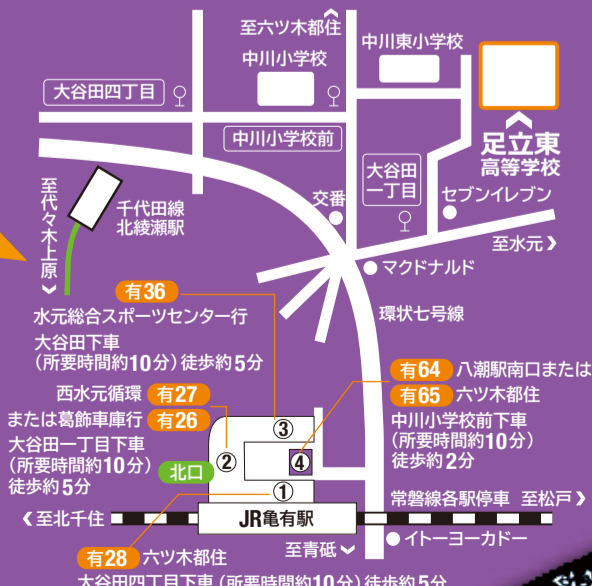 至六ツ木都住
中川小学校
中川東小学校
大谷田四丁目
中川小学校前
足立東
高等学校
大谷田
一丁目
交番
セブンイレブン
至代々木上原
千代田線
北綾瀬駅
至水元
マクドナルド
環状七号線
有36
水元総合スポーツセンター行
大谷田下車
(所要時間約10分)徒歩約5分
西水元循環 有27
または葛飾車庫行 有26
大谷田一丁目下車
(所要時間約10分)
徒歩約5分
有64 八潮駅南口または
有65 六ツ木都住
中川小学校前下車
(所要時間約10分)
徒歩約2分
③
②
④
①
北口
JR亀有駅
常磐線各駅停車 至松戸
至北千住
至青砥
イトーヨーカドー
有28 六ツ木都住
大谷田四丁目下車(所要時間約10分)徒歩約5分